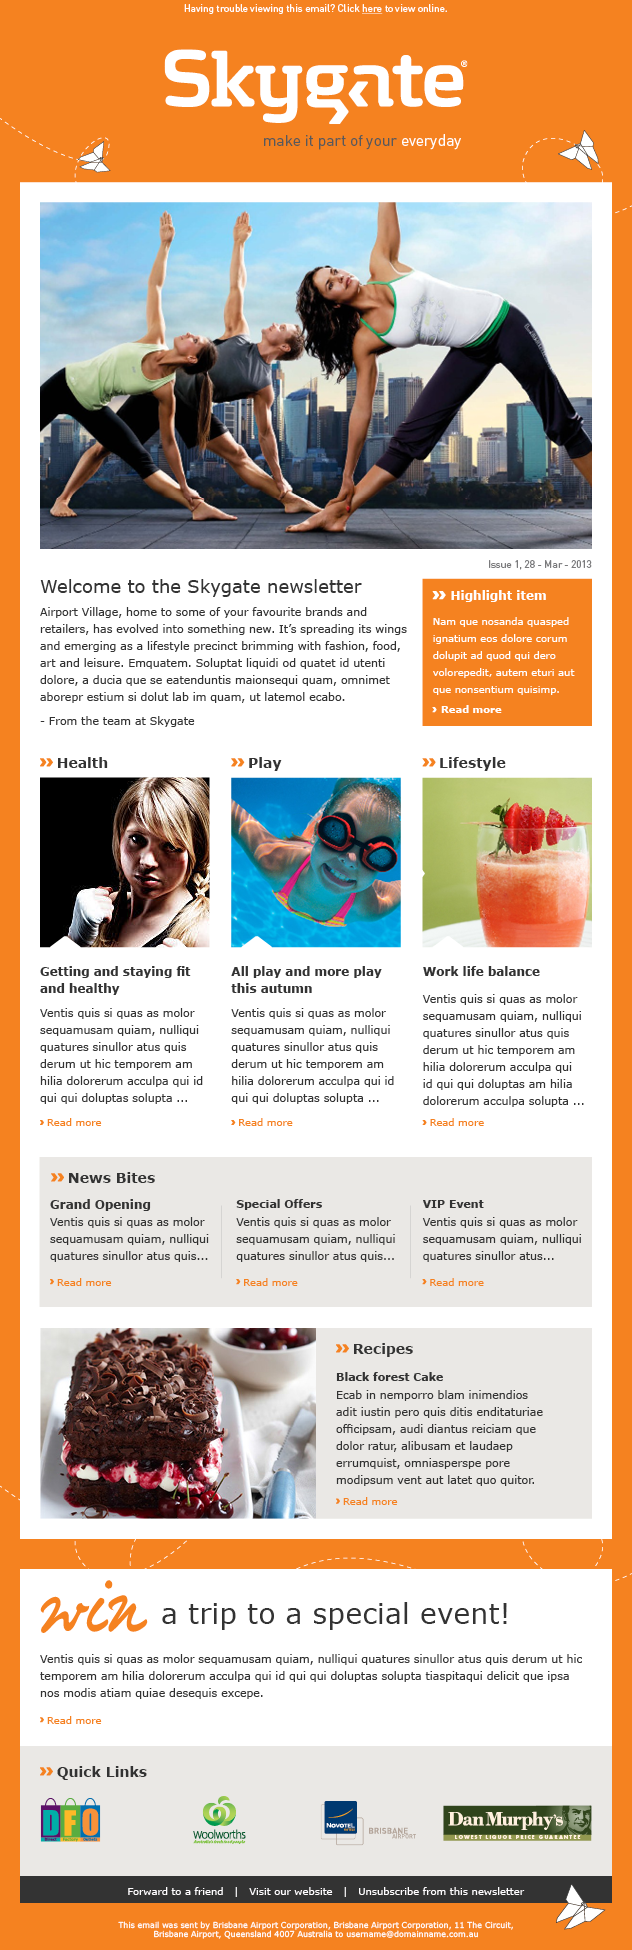 Having trouble viewing this email? Click here to view online.
Skygate®
make it part of your everyday
Issue 1, 28 - Mar - 2013
Welcome to the Skygate newsletter
Airport Village, home to some of your favourite brands and
retailers, has evolved into something new. It's spreading its wings
and emerging as a lifestyle precinct brimming with fashion, food,
art and leisure. Emquatem. Soluptat liquidi od quatet id utenti
dolore, a ducia que se eatenduntis maionsequi quam, omnimet
aborepr estium si dolut lab im quam, ut latemol ecabo.
- From the team at Skygate
Highlight item
Nam que nosanda quasped
ignatium eos dolore corum
dolupit ad quod qui dero
volorepedit, autem eturi aut
que nonsentium quisimp.
Read more
Health
Getting and staying fit
and healthy
Ventis quis si quas as molor
sequamusam quiam, nulliqui
quatures sinullor atus quis
derum ut hic temporem am
hilia dolorerum acculpa qui id
qui qui doluptas solupta ...
Read more
Play
All play and more play
this autumn
Ventis quis si quas as molor
sequamusam quiam, nulliqui
quatures sinullor atus quis
derum ut hic temporem am
hilia dolorerum acculpa qui id
qui qui doluptas solupta ...
Read more
Lifestyle
Work life balance
Ventis quis si quas as molor
sequamusam quiam, nulliqui
quatures sinullor atus quis
derum ut hic temporem am
hilia dolorerum acculpa qui
id qui qui doluptas am hilia
dolorerum acculpa solupta ...
Read more
News Bites
Grand Opening
Ventis quis si quas as molor
sequamusam quiam, nulliqui
quatures sinullor atus quis...
Read more
Special Offers
Ventis quis si quas as molor
sequamusam quiam, nulliqui
quatures sinullor atus quis...
Read more
VIP Event
Ventis quis si quas as molor
sequamusam quiam, nulliqui
quatures sinullor atus...
Read more
Recipes
Black forest Cake
Ecab in nemporro blam inimendios
adit iustin pero quis ditis enditaturiae
officipsam, audi diantus reiciam que
dolor ratur, alibusam et laudaep
errumquist, omniasperspe pore
modipsum vent aut latet quo quitor.
Read more
win a trip to a special event!
Ventis quis si quas as molor sequamusam quiam, nulliqui quatures sinullor atus quis derum ut hic
temporem am hilia dolorerum acculpa qui id qui qui doluptas solupta tiaspitaqui delicit que ipsa
nos modis atiam quiae desequis excepe.
Read more
Quick Links
DFO
Woolworths
NOVOTEL
BRISBANE
AIRPORT
Dan Murphy's
LOWEST LIQUOR PRICE GUARANTEE
Forward to a friend | Visit our website | Unsubscribe from this newsletter
This email was sent by Brisbane Airport Corporation, Brisbane Airport Corporation, 11 The Circuit,
Brisbane Airport, Queensland 4007 Australia to username@domainname.com.au